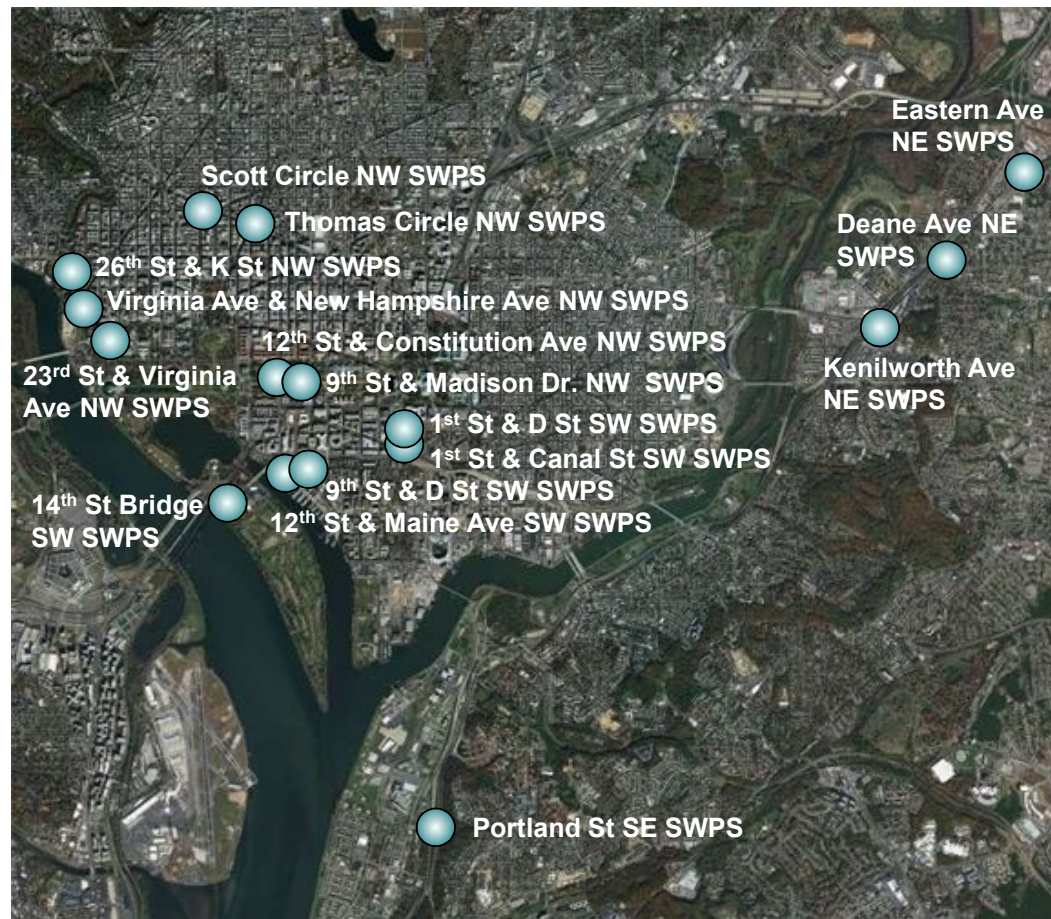 Eastern Ave
NE SWPS
Scott Circle NW SWPS
Thomas Circle NW SWPS
Deane Ave NE
SWPS
26th St & K St NW SWPS
Virginia Ave & New Hampshire Ave NW SWPS
12th St & Constitution Ave NW SWPS
23rd St & Virginia
Ave NW SWPS
9th St & Madison Dr. NW SWPS
Kenilworth Ave
NE SWPS
1st St & D St SW SWPS
1st St & Canal St SW SWPS
9th St & D St SW SWPS
14th St Bridge
SW SWPS
12th St & Maine Ave SW SWPS
Portland St SE SWPS